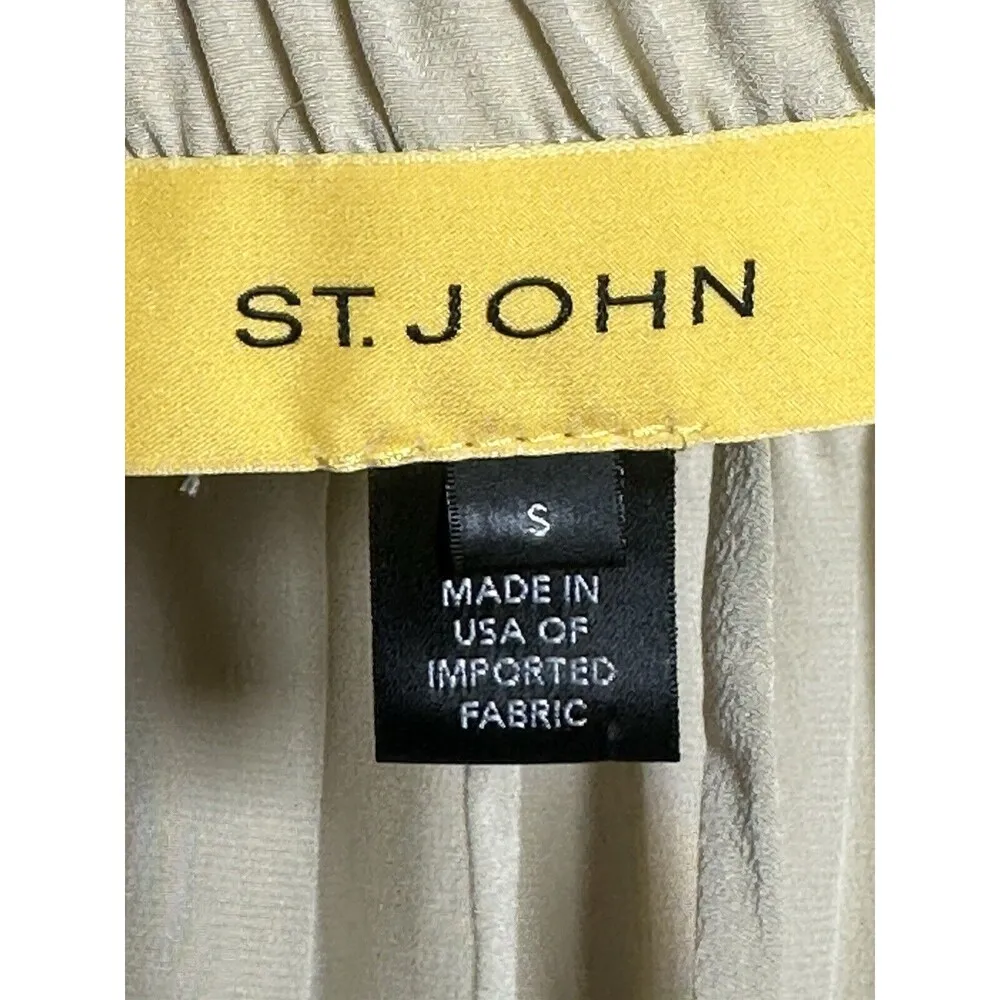 ST. JOHN
S
MADE IN
USA OF
IMPORTED
FABRIC